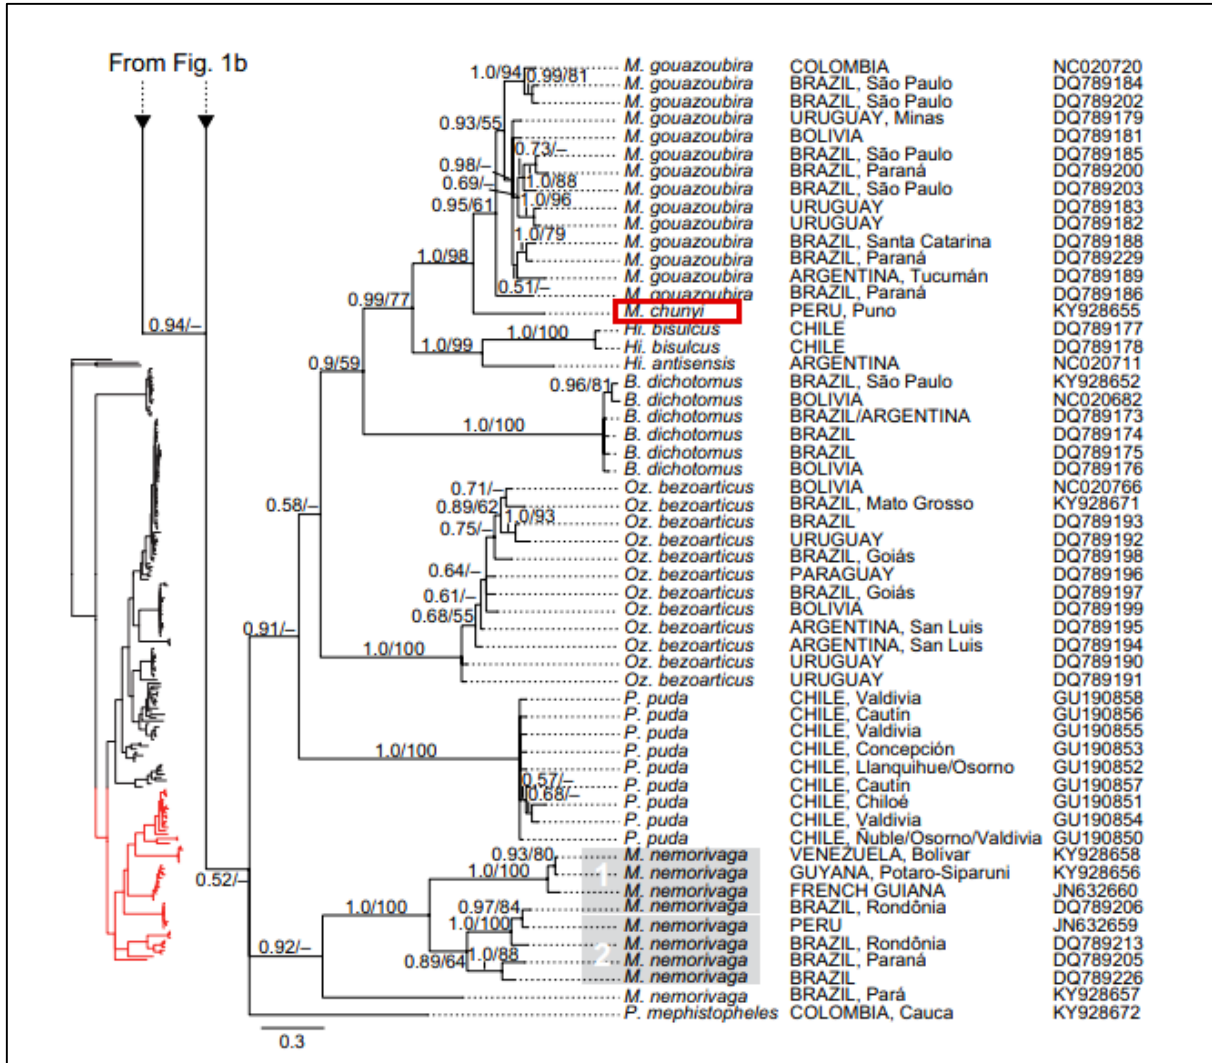 From Fig. 1b
M. gouazoubira COLOMBIA NC020720
M. gouazoubira BRAZIL, São Paulo DQ789184
M. gouazoubira BRAZIL, São Paulo DQ789202
M. gouazoubira URUGUAY, Minas DQ789179
M. gouazoubira BOLIVIA DQ789181
M. gouazoubira BRAZIL, São Paulo DQ789185
M. gouazoubira BRAZIL, Paraná DQ789200
M. gouazoubira BRAZIL, São Paulo DQ789203
M. gouazoubira URUGUAY DQ789183
M. gouazoubira URUGUAY DQ789182
M. gouazoubira BRAZIL, Santa Catarina DQ789188
M. gouazoubira BRAZIL, Paraná DQ789229
M. gouazoubira ARGENTINA, Tucumán DQ789189
M. gouazoubira BRAZIL, Paraná DQ789186
M. chunyi PERU, Puno KY928655
Hi. bisulcus CHILE DQ789177
Hi. bisulcus CHILE DQ789178
Hi. antisensis ARGENTINA NC020711
B. dichotomus BRAZIL, São Paulo KY928652
B. dichotomus BOLIVIA NC020682
B. dichotomus BRAZIL/ARGENTINA DQ789173
B. dichotomus BRAZIL DQ789174
B. dichotomus BRAZIL DQ789175
B. dichotomus BOLIVIA DQ789176
Oz. bezoarticus BOLIVIA NC020766
Oz. bezoarticus BRAZIL, Mato Grosso KY928671
Oz. bezoarticus BRAZIL DQ789193
Oz. bezoarticus URUGUAY DQ789192
Oz. bezoarticus BRAZIL, Goiás DQ789198
Oz. bezoarticus PARAGUAY DQ789196
Oz. bezoarticus BRAZIL, Goiás DQ789197
Oz. bezoarticus BOLIVIA DQ789199
Oz. bezoarticus ARGENTINA, San Luis DQ789195
Oz. bezoarticus ARGENTINA, San Luis DQ789194
Oz. bezoarticus URUGUAY DQ789190
Oz. bezoarticus URUGUAY DQ789191
P. puda CHILE, Valdivia GU190858
P. puda CHILE, Cautín GU190856
P. puda CHILE, Valdivia GU190855
P. puda CHILE, Concepción GU190853
P. puda CHILE, Llanquihue/Osorno GU190852
P. puda CHILE, Cautín GU190857
P. puda CHILE, Chiloé GU190851
P. puda CHILE, Valdivia GU190854
P. puda CHILE, Ñuble/Osorno/Valdivia GU190850
M. nemorivaga VENEZUELA, Bolívar KY928658
M. nemorivaga GUYANA, Potaro-Siparuni KY928656
M. nemorivaga FRENCH GUIANA JN632660
M. nemorivaga BRAZIL, Rondônia DQ789206
M. nemorivaga PERU JN632659
M. nemorivaga BRAZIL, Rondônia DQ789213
M. nemorivaga BRAZIL, Paraná DQ789205
M. nemorivaga BRAZIL DQ789226
M. nemorivaga BRAZIL, Pará KY928657
P. mephistopheles COLOMBIA, Cauca KY928672
1.0/94
0.99/81
0.93/55
0.73/–
0.98/–
0.69/–
1.0/88
1.0/96
0.95/61
1.0/79
1.0/98
0.51/–
0.99/77
0.94/–
1.0/100
1.0/99
0.9/59
0.96/81
1.0/100
0.71/–
0.89/62
0.58/–
1.0/93
0.75/–
0.64/–
0.61/–
0.68/55
0.91/–
1.0/100
1.0/100
0.57/–
0.68/–
0.93/80
1
0.52/–
1.0/100
1.0/100
0.97/84
1.0/100
0.92/–
0.89/64
1.0/88
2
0.3